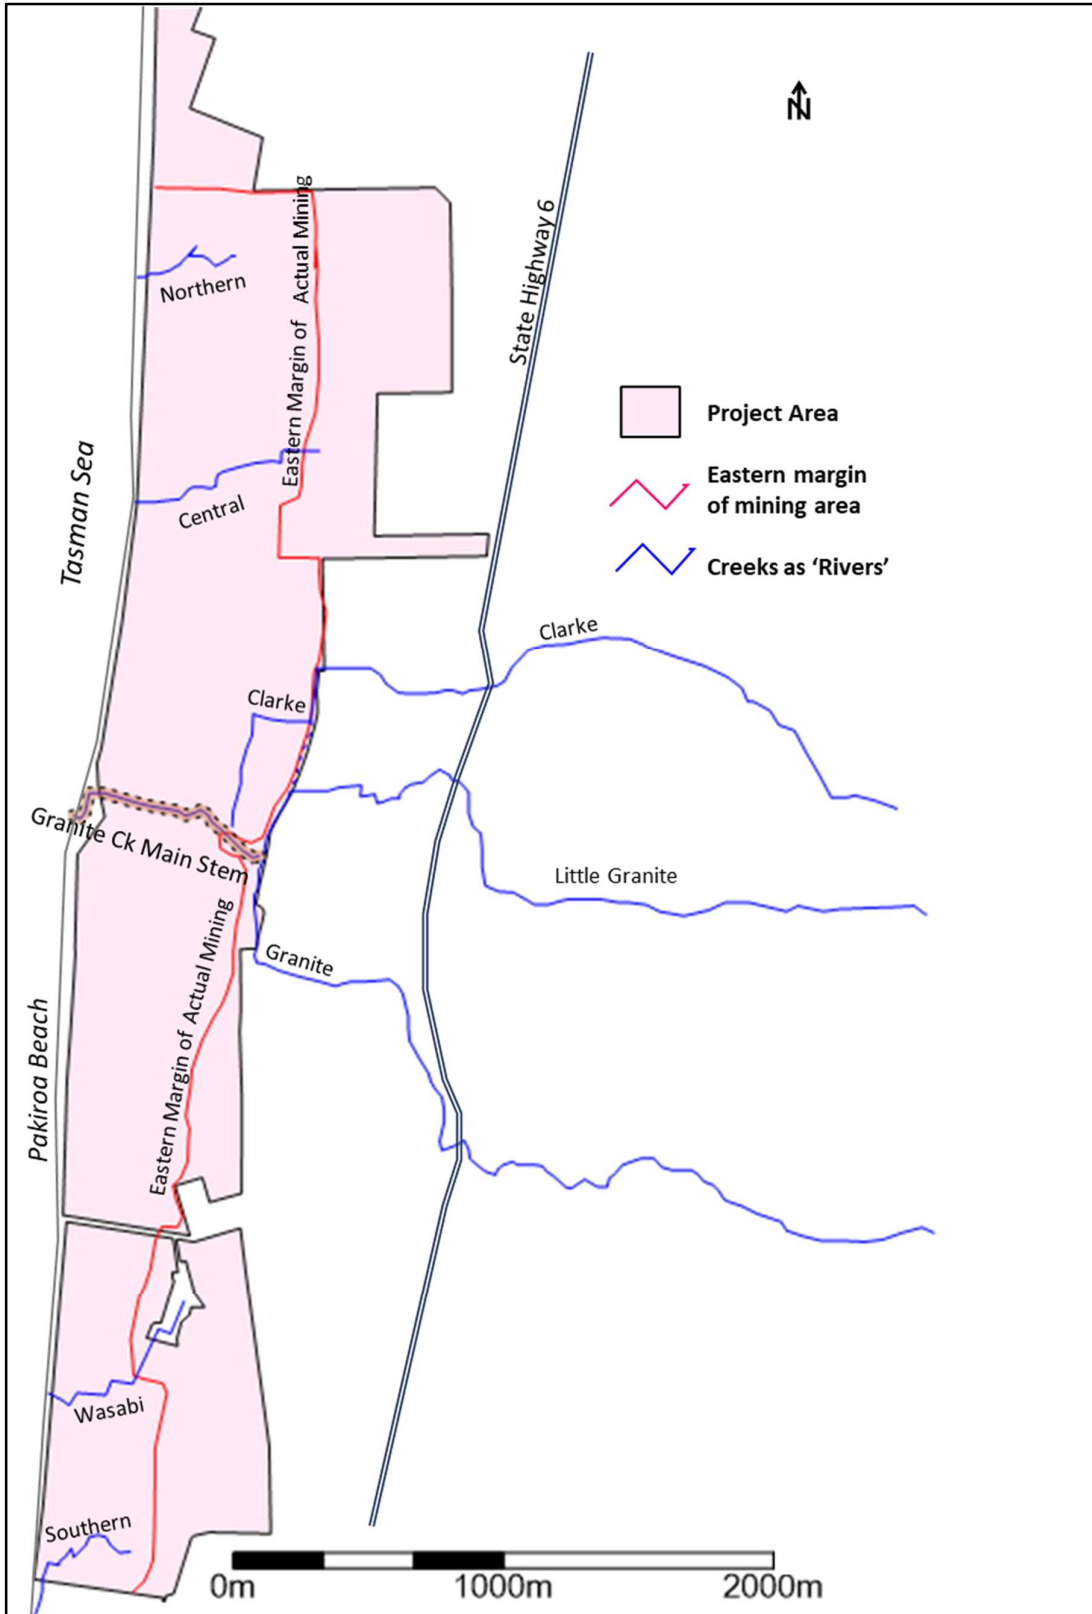 N
Eastern Margin of Actual Mining
State Highway 6
Northern
Project Area
Tasman Sea
Eastern margin
of mining area
Central
Creeks as ‘Rivers’
Clarke
Clarke
Granite Ck Main Stem
Little Granite
Eastern Margin of Actual Mining
Granite
Pakiroa Beach
Wasabi
Southern
0m 1000m 2000m